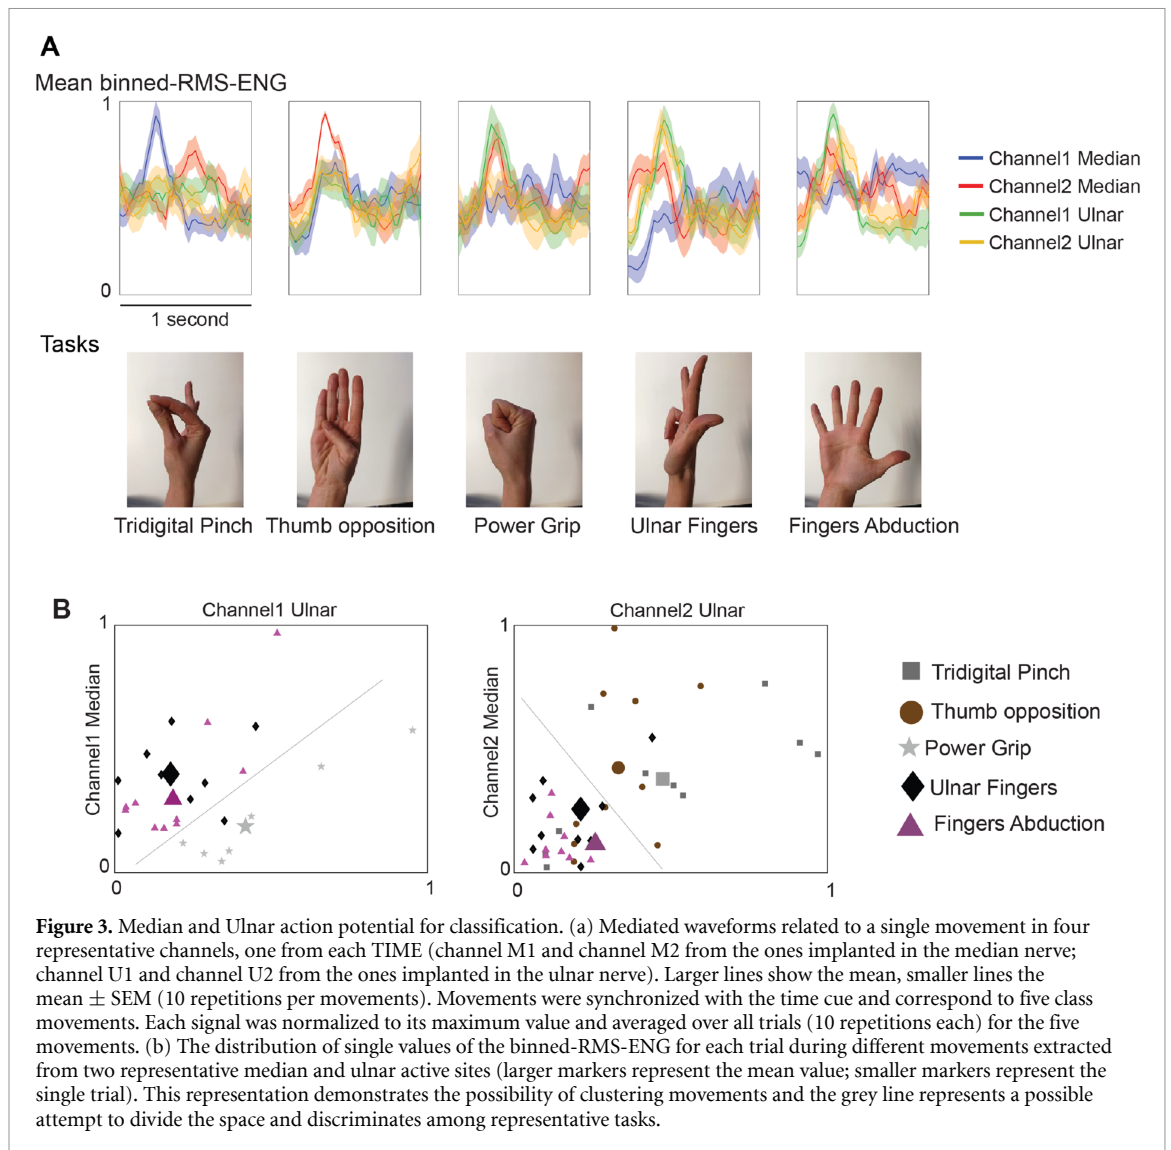 A
Mean binned-RMS-ENG
1
0
1 second
Channel1 Median
Channel2 Median
Channel1 Ulnar
Channel2 Ulnar
Tasks
Tridigital Pinch
Thumb opposition
Power Grip
Ulnar Fingers
Fingers Abduction
B
Channel1 Ulnar
1
Channel1 Median
0
0
1
Channel2 Ulnar
1
Channel2 Median
0
0
1
Tridigital Pinch
Thumb opposition
Power Grip
Ulnar Fingers
Fingers Abduction
Figure 3. Median and Ulnar action potential for classification. (a) Mediated waveforms related to a single movement in four
representative channels, one from each TIME (channel M1 and channel M2 from the ones implanted in the median nerve;
channel U1 and channel U2 from the ones implanted in the ulnar nerve). Larger lines show the mean, smaller lines the
mean ± SEM (10 repetitions per movements). Movements were synchronized with the time cue and correspond to five class
movements. Each signal was normalized to its maximum value and averaged over all trials (10 repetitions each) for the five
movements. (b) The distribution of single values of the binned-RMS-ENG for each trial during different movements extracted
from two representative median and ulnar active sites (larger markers represent the mean value; smaller markers represent the
single trial). This representation demonstrates the possibility of clustering movements and the grey line represents a possible
attempt to divide the space and discriminates among representative tasks.